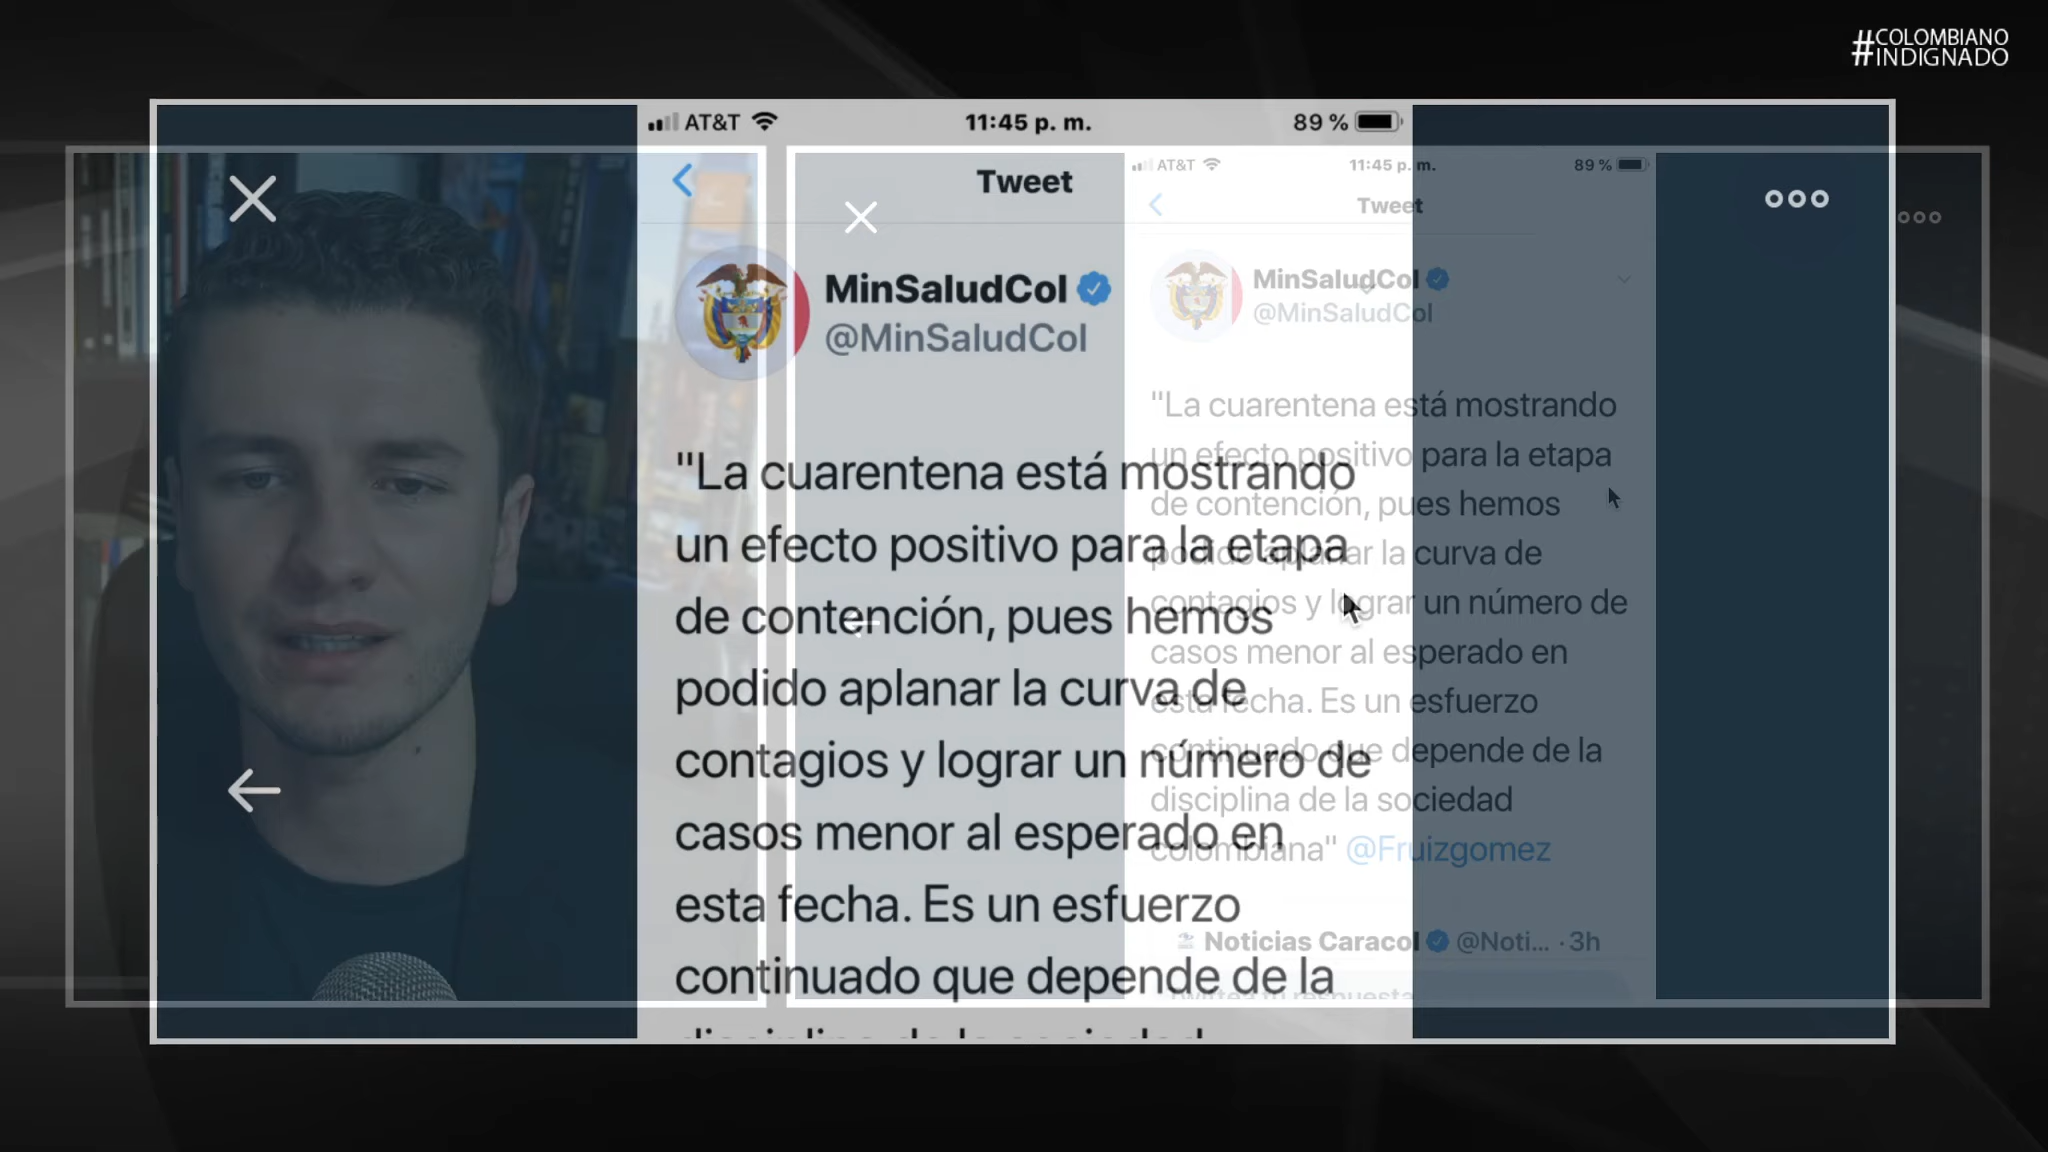 #COLOMBIANO
INDIGNADO
AT&T 11:45 p. m. 89 %
Tweet
MinSaludCol
@MinSaludCol
"La cuarentena está mostrando
un efecto positivo para la etapa
de contención, pues hemos
podido aplanar la curva de
contagios y lograr un número de
casos menor al esperado en
esta fecha. Es un esfuerzo
continuado que depende de la
AT&T 11:45 p. m. 89 %
Tweet
MinSaludCol
@MinSaludCol
"La cuarentena está mostrando
un efecto positivo para la etapa
de contención, pues hemos
podido aplanar la curva de
contagios y lograr un número de
casos menor al esperado en
esta fecha. Es un esfuerzo
continuado que depende de la
disciplina de la sociedad
colombiana" @Fruizgomez
Noticias Caracol @Noti... · 3h